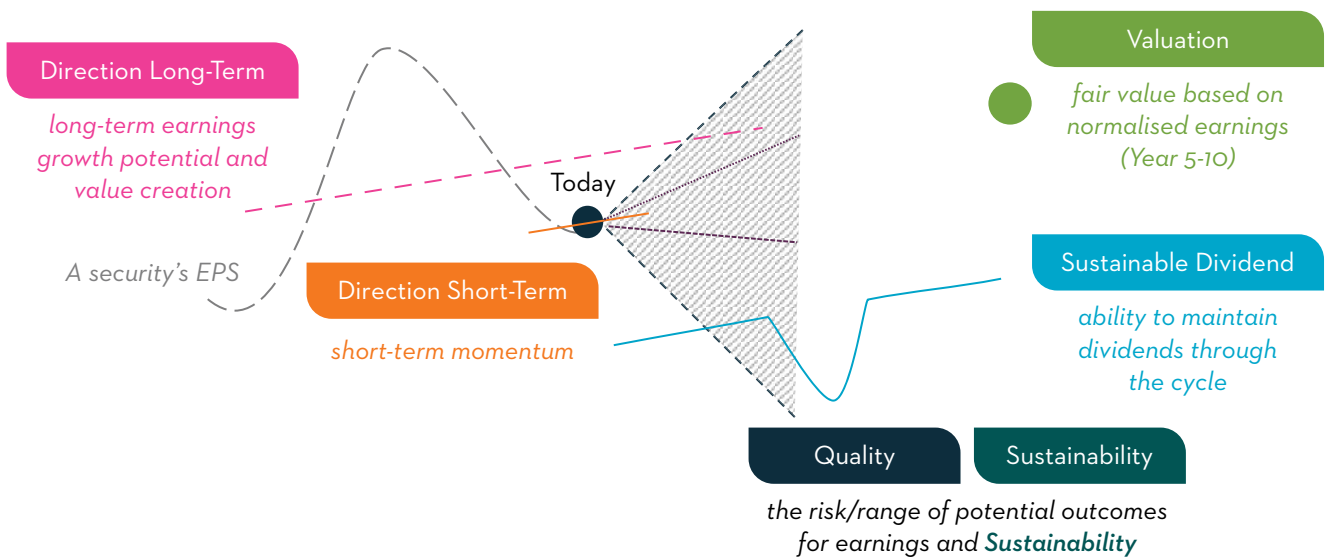 Direction Long-Term
long-term earnings
growth potential and
value creation
A security's EPS
Today
Direction Short-Term
short-term momentum
Valuation
fair value based on
normalised earnings
(Year 5-10)
Sustainable Dividend
ability to maintain
dividends through
the cycle
Quality
Sustainability
the risk/range of potential outcomes
for earnings and Sustainability